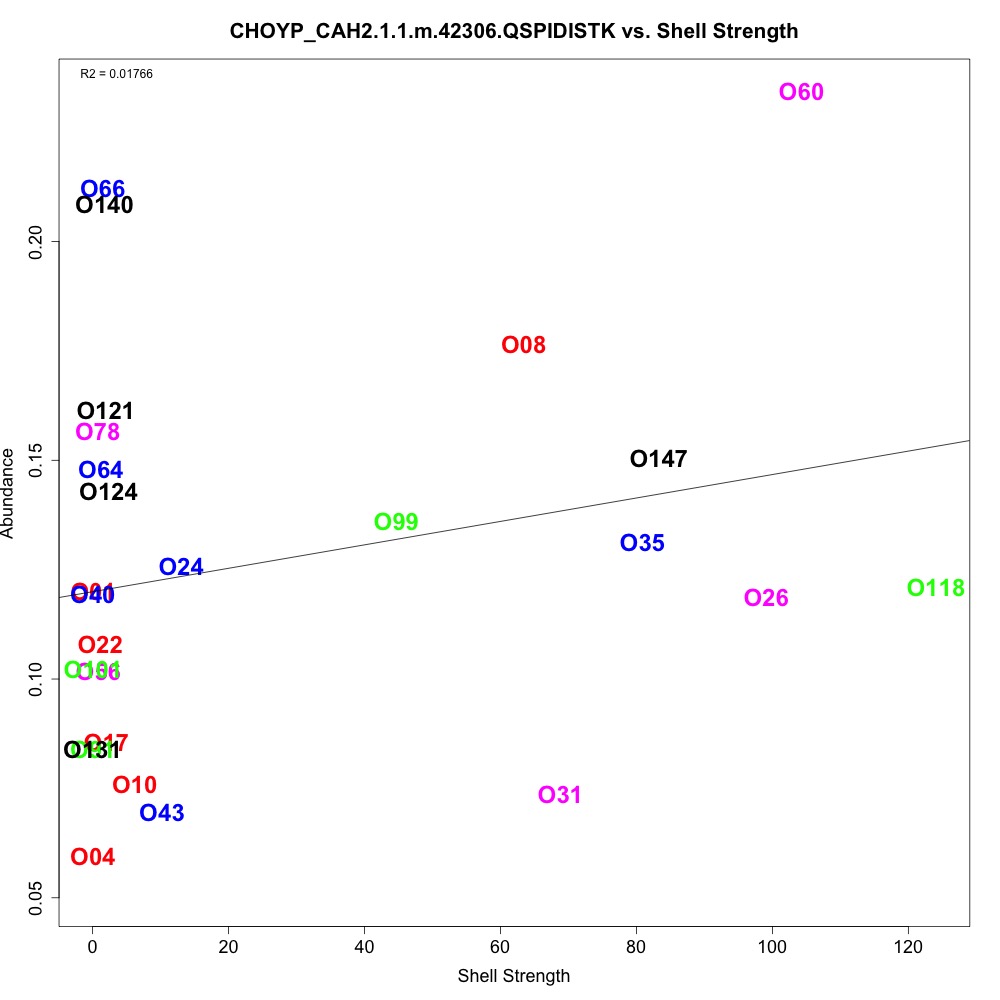 CHOYP_CAH2.1.1.m.42306.QSPIDISTK vs. Shell Strength
R2 = 0.01766
O60
O66
O140
0.20
O08
O121
O78
O147
0.15
O64
O124
O99
O35
O24
O118
O40
O26
O22
O101
O56
0.10
O17
O131
O10
O31
O43
O04
0.05
Abundance
0 20 40 60 80 100 120
Shell Strength